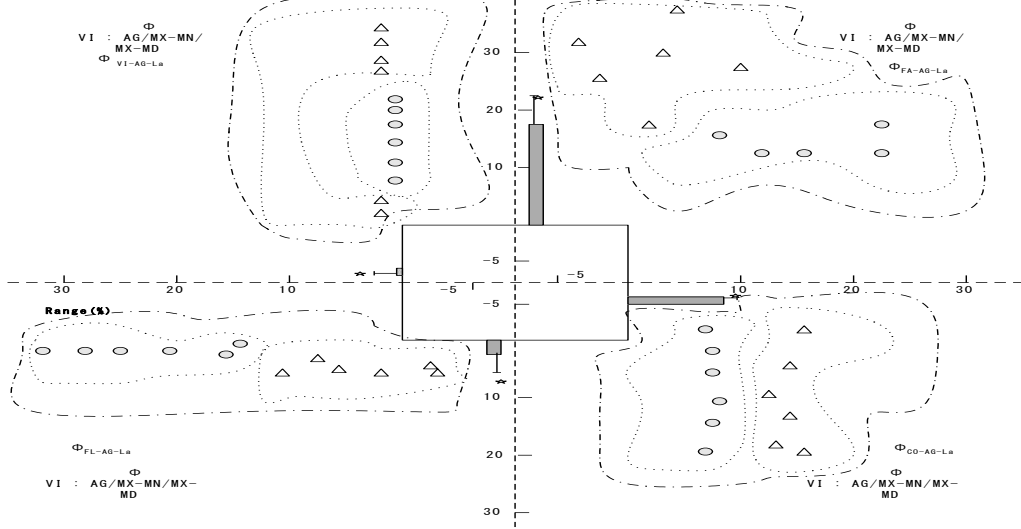 Φ
VI : AG/MX-MN/
MX-MD
Φ VI-AG-La
Φ
VI : AG/MX-MN/
MX-MD
Φ FA-AG-La
30
20
10
-5
-5
30
20
10
-5
-5
10
20
30
Range(%)
10
20
30
Φ FL-AG-La
Φ
VI : AG/MX-MN/MX-
MD
Φ CO-AG-La
Φ
VI : AG/MX-MN/MX-
MD